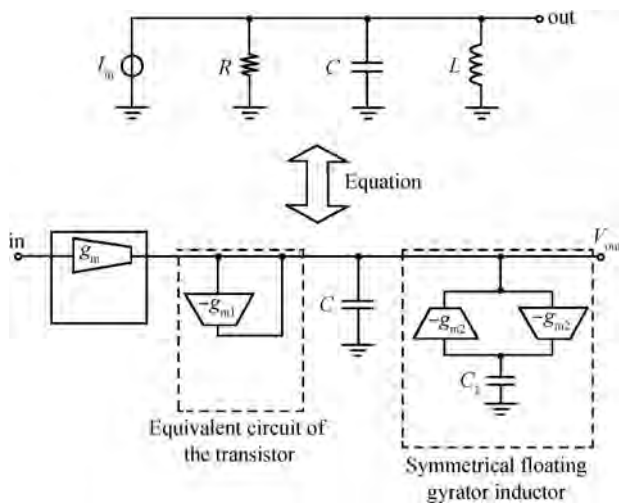 out
I_in
R
C
L
Equation
in
g_m
V_out
-g_m1
C
-g_m2
-g_m2
C_1
Equivalent circuit of
the transistor
Symmetrical floating
gyrator inductor